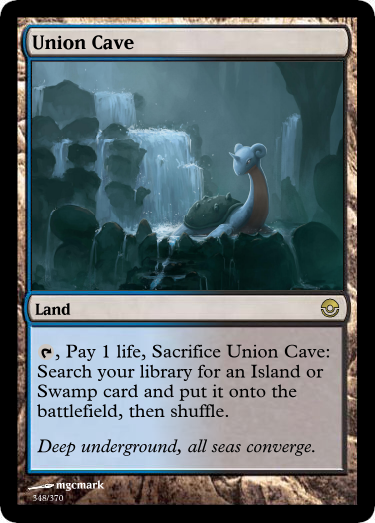 Union Cave
Land
, Pay 1 life, Sacrifice Union Cave:
Search your library for an Island or
Swamp card and put it onto the
battlefield, then shuffle.
Deep underground, all seas converge.
mgcmark
348/370